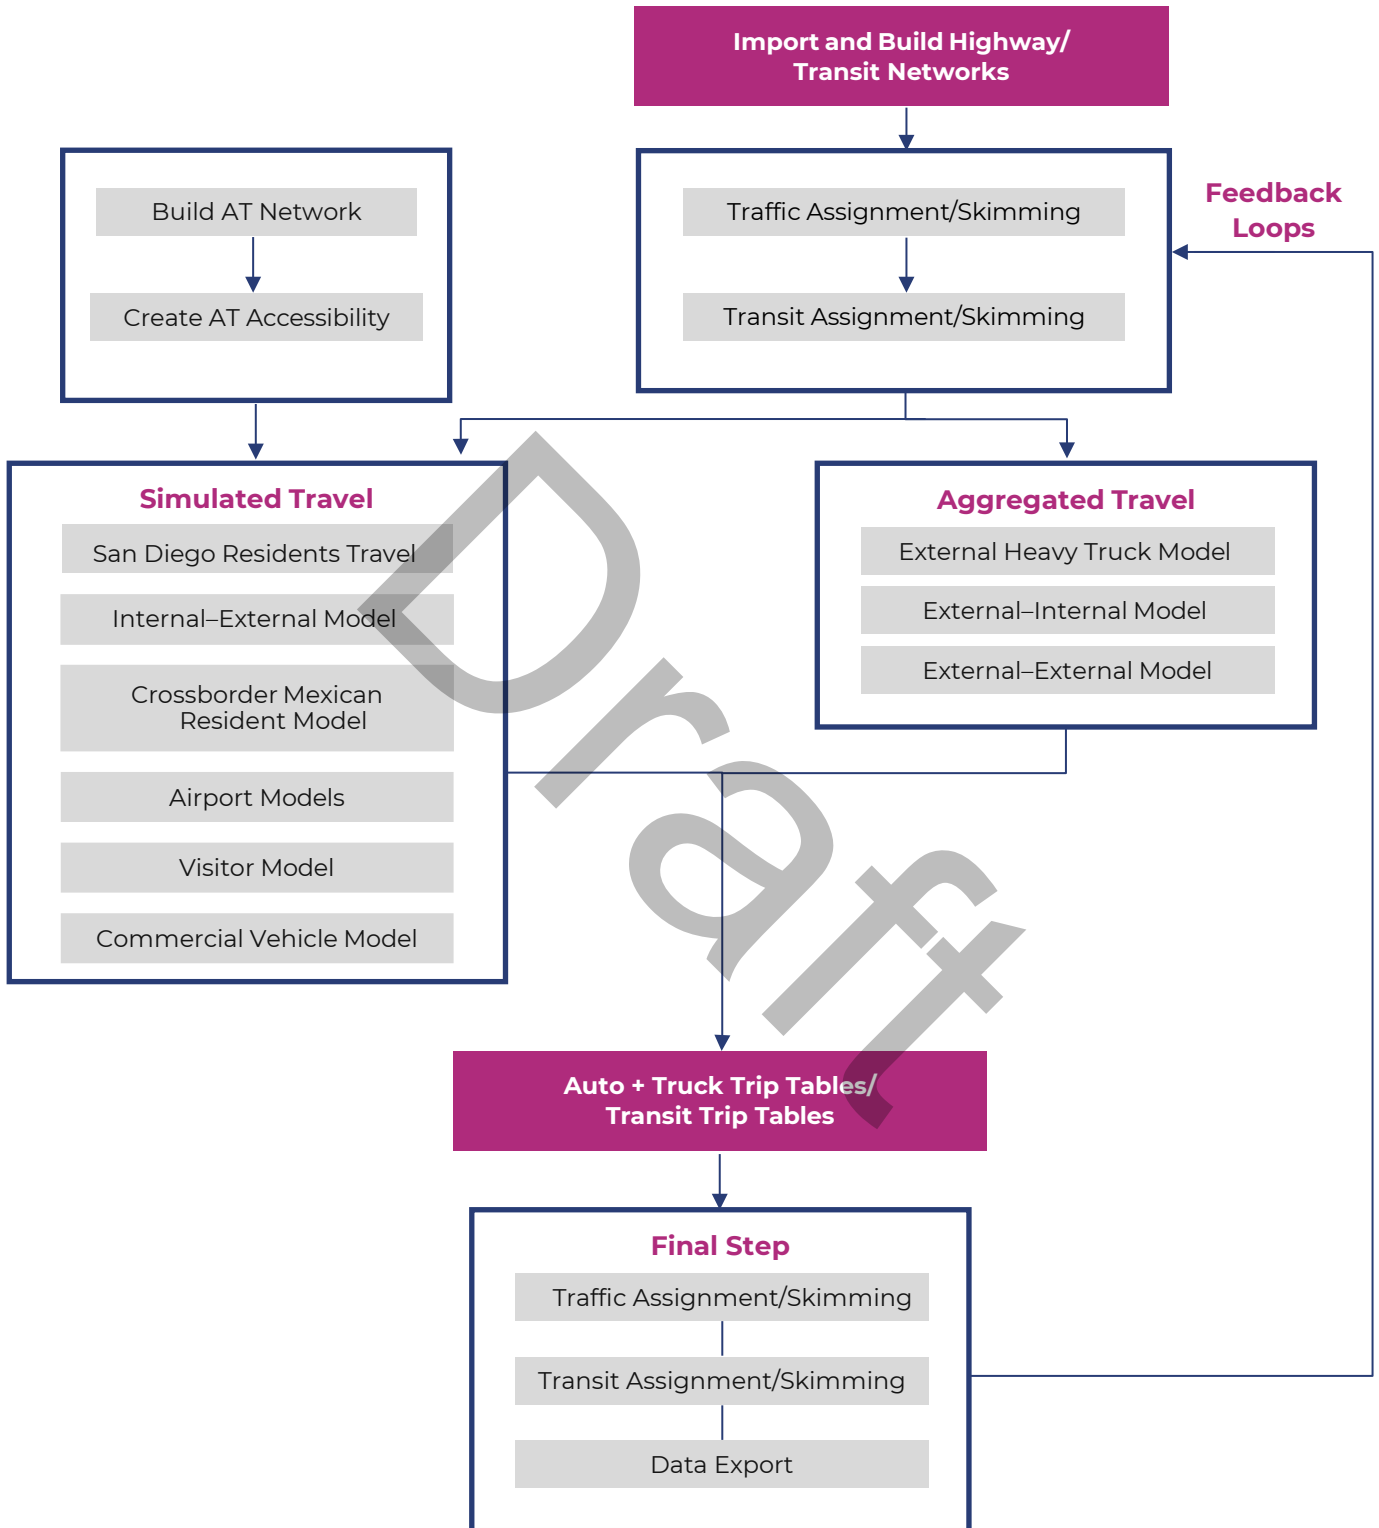 Import and Build Highway/
Transit Networks
Build AT Network
Create AT Accessibility
Traffic Assignment/Skimming
Transit Assignment/Skimming
Feedback
Loops
Simulated Travel
San Diego Residents Travel
Internal–External Model
Crossborder Mexican
Resident Model
Airport Models
Visitor Model
Commercial Vehicle Model
Aggregated Travel
External Heavy Truck Model
External–Internal Model
External–External Model
Draft
Auto + Truck Trip Tables/
Transit Trip Tables
Final Step
Traffic Assignment/Skimming
Transit Assignment/Skimming
Data Export